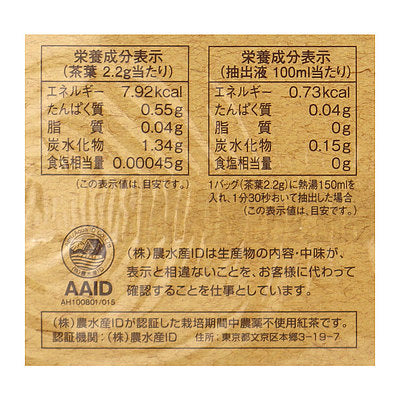 栄養成分表示
(茶葉 2.2g当たり)
エネルギー 7.92kcal
たんぱく質 0.55g
脂 質 0.04g
炭水化物 1.34g
食塩相当量 0.00045g
(この表示値は、目安です。)
栄養成分表示
(抽出液 100ml当たり)
エネルギー 0.73kcal
たんぱく質 0.04g
脂 質 0g
炭水化物 0.15g
食塩相当量 0g
(この表示値は、目安です。)
1バッグ(茶葉2.2g)に熱湯150mlを
入れ、1分30秒おいて抽出した場合
AAID
AH100801/015
(株)農水産IDは生産物の内容・中味が、
表示と相違ないことを、お客様に代わって
確認することを仕事としています。
(株)農水産IDが認証した栽培期間中農薬不使用紅茶です。
認証機関:(株)農水産ID 住所:東京都文京区本郷3-19-7